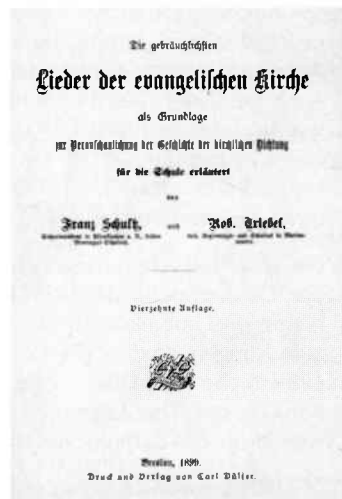 Die gebräuchlichsten
Lieder der evangelischen Kirche
als Grundlage
zur Veranschaulichung der Geschichte der kirchlichen Dichtung
für die Schule erläutert
von
Franz Schultz, und Rob. Triebel,
Vierzehnte Auflage.
Breslau, 1899.
Druck und Verlag von Carl Dülfer.